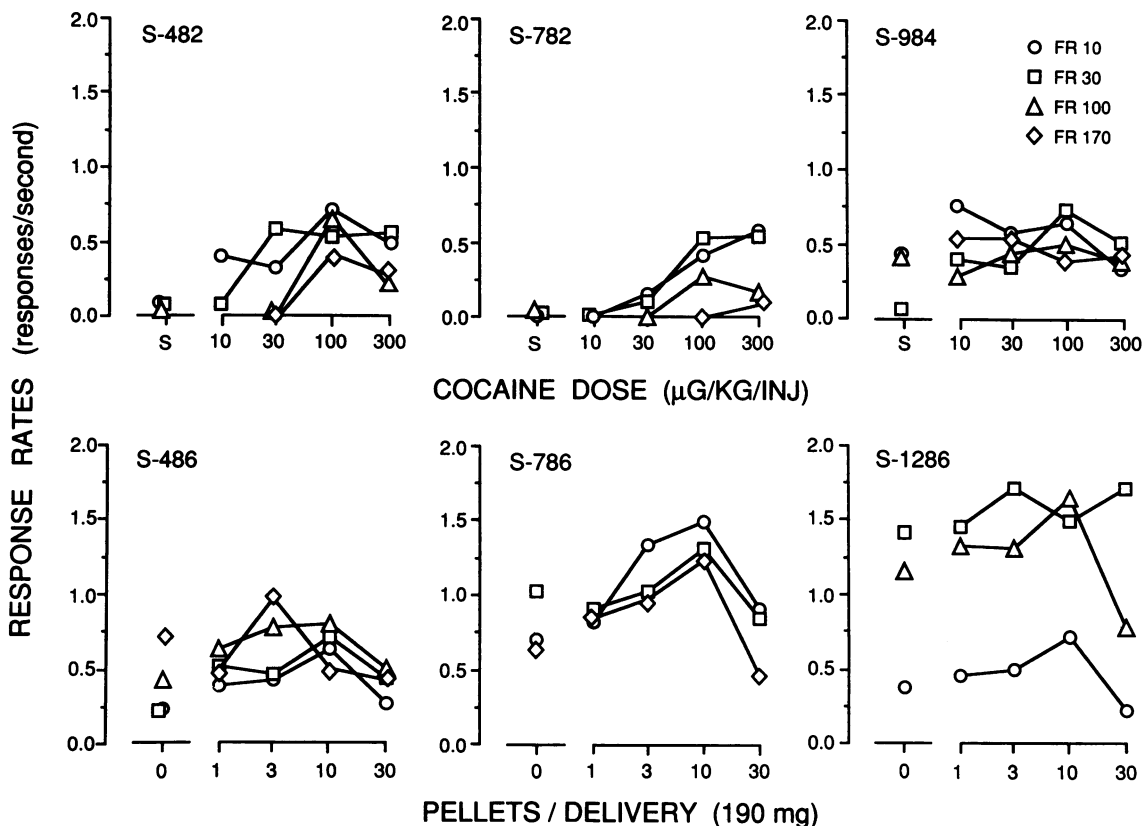 RESPONSE RATES (responses/second)
S-482
2.0
1.5
1.0
0.5
0.0
S 10 30 100 300
S-782
2.0
1.5
1.0
0.5
0.0
S 10 30 100 300
S-984
FR 10
FR 30
FR 100
FR 170
2.0
1.5
1.0
0.5
0.0
S 10 30 100 300
COCAINE DOSE (μG/KG/INJ)
S-486
2.0
1.5
1.0
0.5
0.0
0 1 3 10 30
S-786
2.0
1.5
1.0
0.5
0.0
0 1 3 10 30
S-1286
2.0
1.5
1.0
0.5
0.0
0 1 3 10 30
PELLETS / DELIVERY (190 mg)